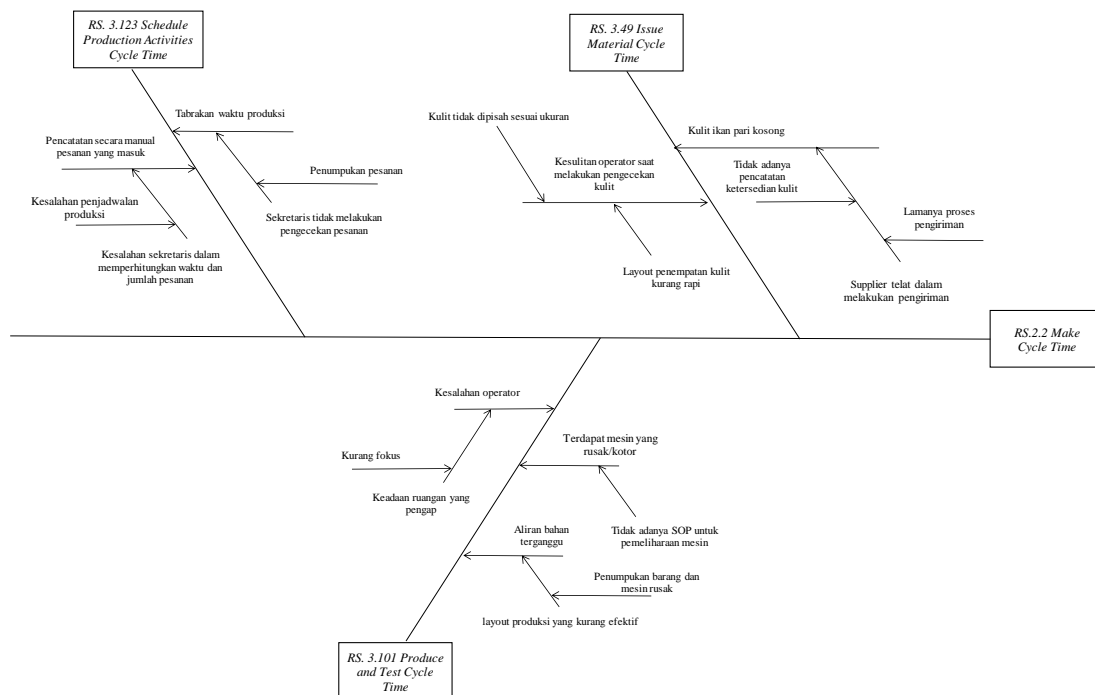 RS. 3.123 Schedule
Production Activities
Cycle Time
Tabrakan waktu produksi
Pencatatan secara manual
pesanan yang masuk
Penumpukan pesanan
Kesalahan penjadwalan
produksi
Sekretaris tidak melakukan
pengecekan pesanan
Kesalahan sekretaris dalam
memperhitungkan waktu dan
jumlah pesanan
RS. 3.49 Issue
Material Cycle
Time
Kulit tidak dipisah sesuai ukuran
Kulit ikan pari kosong
Kesulitan operator saat
melakukan pengecekan
kulit
Tidak adanya
pencatatan
ketersedian kulit
Lamanya proses
pengiriman
Layout penempatan kulit
kurang rapi
Supplier telat dalam
melakukan pengiriman
RS.2.2 Make
Cycle Time
Kesalahan operator
Kurang fokus
Keadaan ruangan yang
pengap
Terdapat mesin yang
rusak/kotor
Tidak adanya SOP untuk
pemeliharaan mesin
Aliran bahan
terganggu
Penumpukan barang dan
mesin rusak
layout produksi yang kurang efektif
RS. 3.101 Produce
and Test Cycle
Time